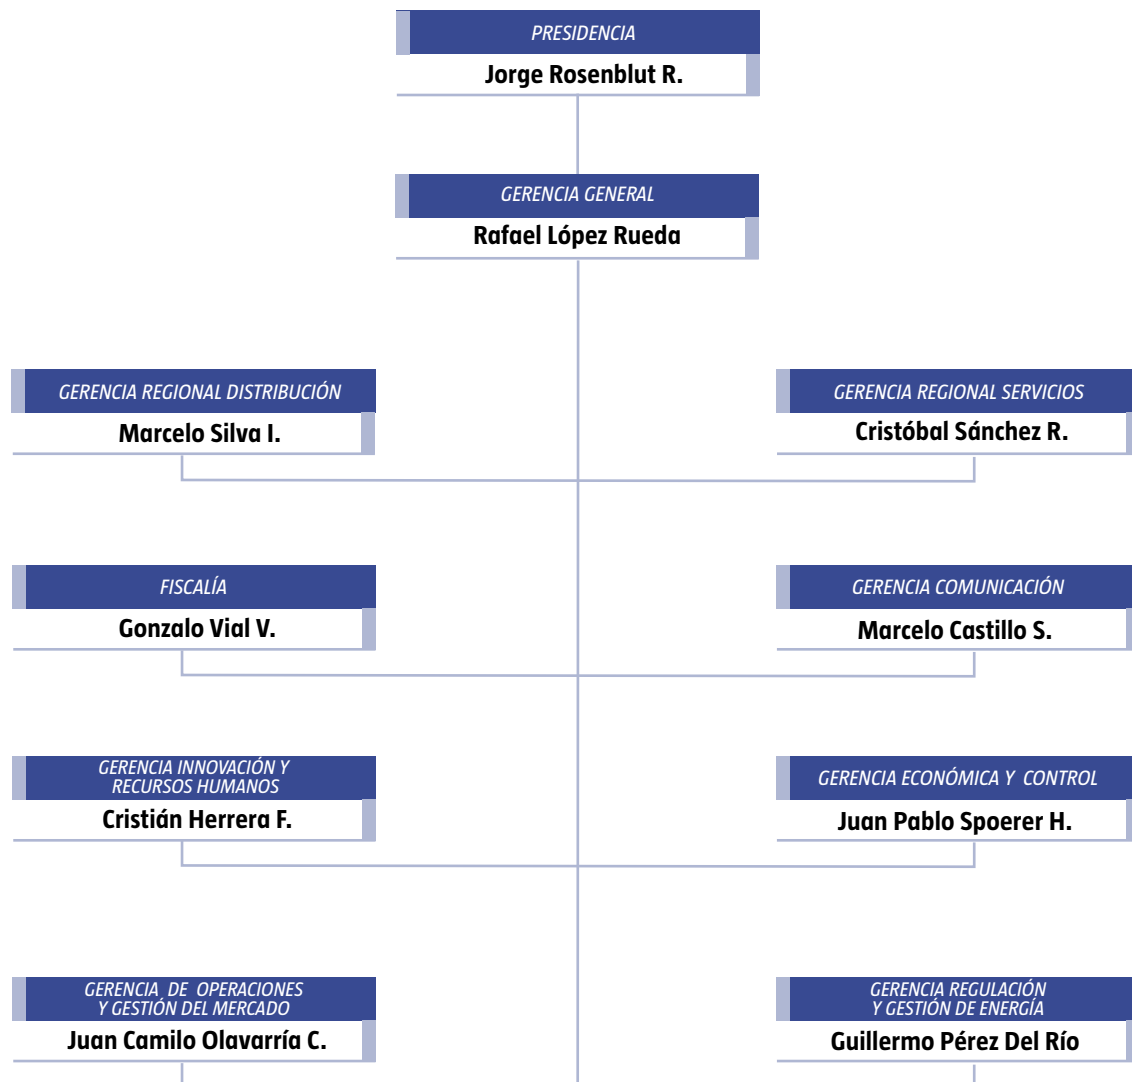 PRESIDENCIA
Jorge Rosenblut R.
GERENCIA GENERAL
Rafael López Rueda
GERENCIA REGIONAL DISTRIBUCIÓN
Marcelo Silva I.
GERENCIA REGIONAL SERVICIOS
Cristóbal Sánchez R.
FISCALÍA
Gonzalo Vial V.
GERENCIA COMUNICACIÓN
Marcelo Castillo S.
GERENCIA INNOVACIÓN Y
RECURSOS HUMANOS
Cristián Herrera F.
GERENCIA ECONÓMICA Y CONTROL
Juan Pablo Spoerer H.
GERENCIA DE OPERACIONES
Y GESTIÓN DEL MERCADO
Juan Camilo Olavarría C.
GERENCIA REGULACIÓN
Y GESTIÓN DE ENERGÍA
Guillermo Pérez Del Río